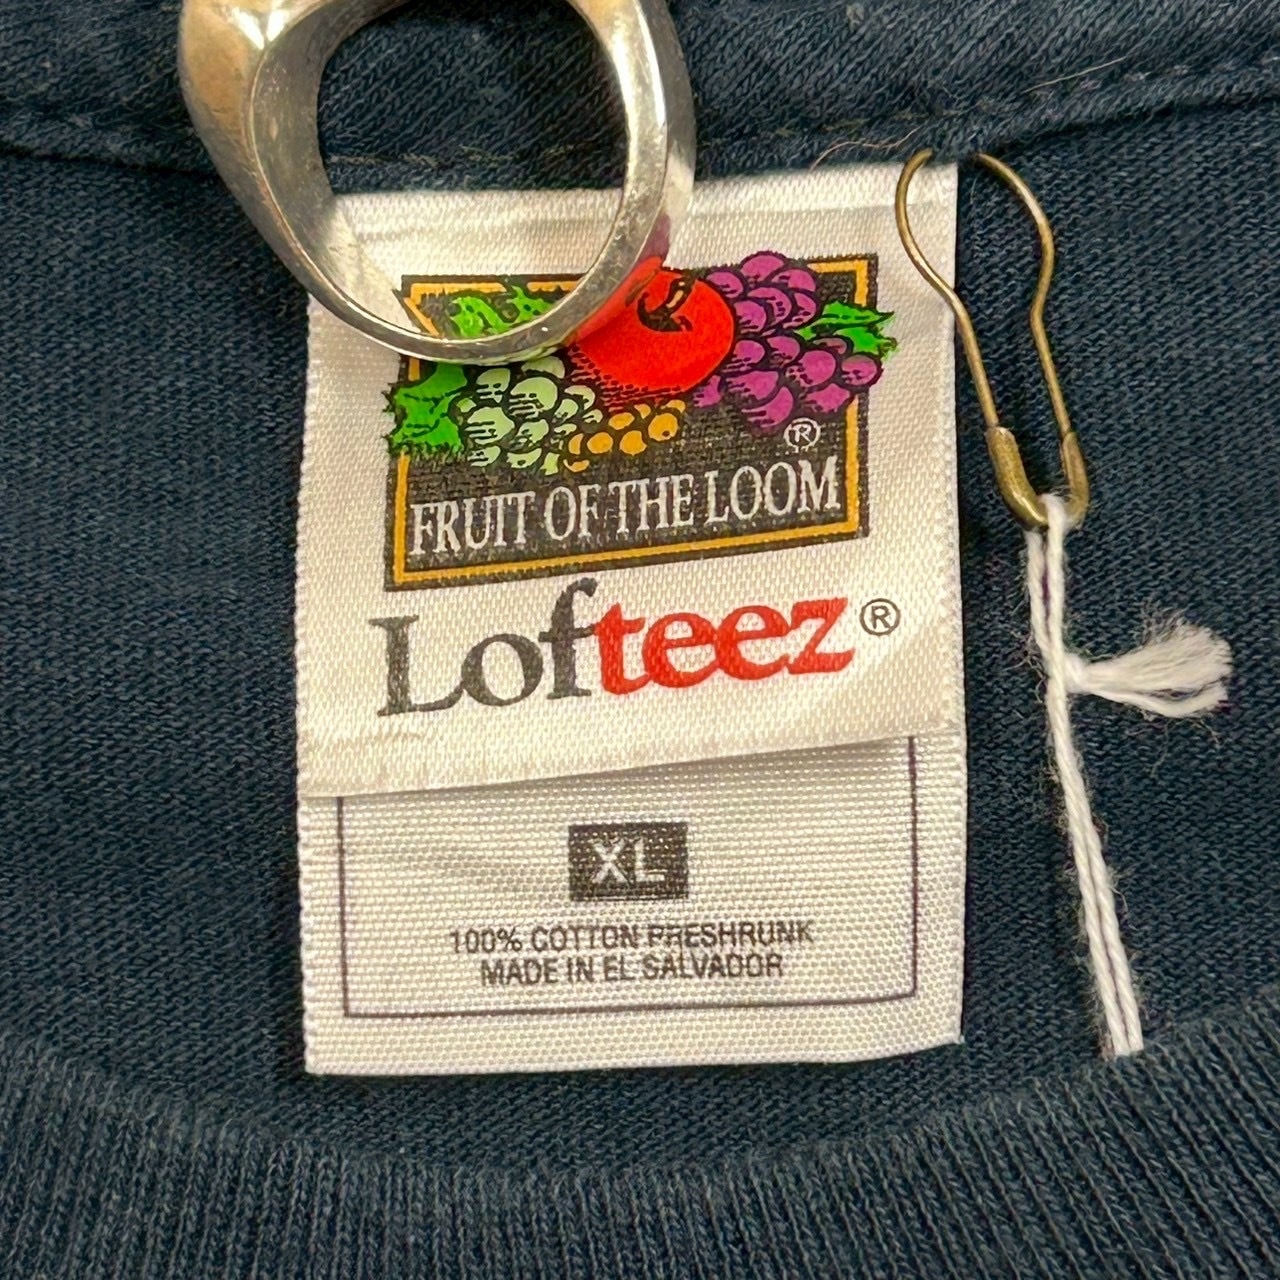 ®
FRUIT OF THE LOOM
Lofteez®
XL
100% COTTON PRESHRUNK
MADE IN EL SALVADOR